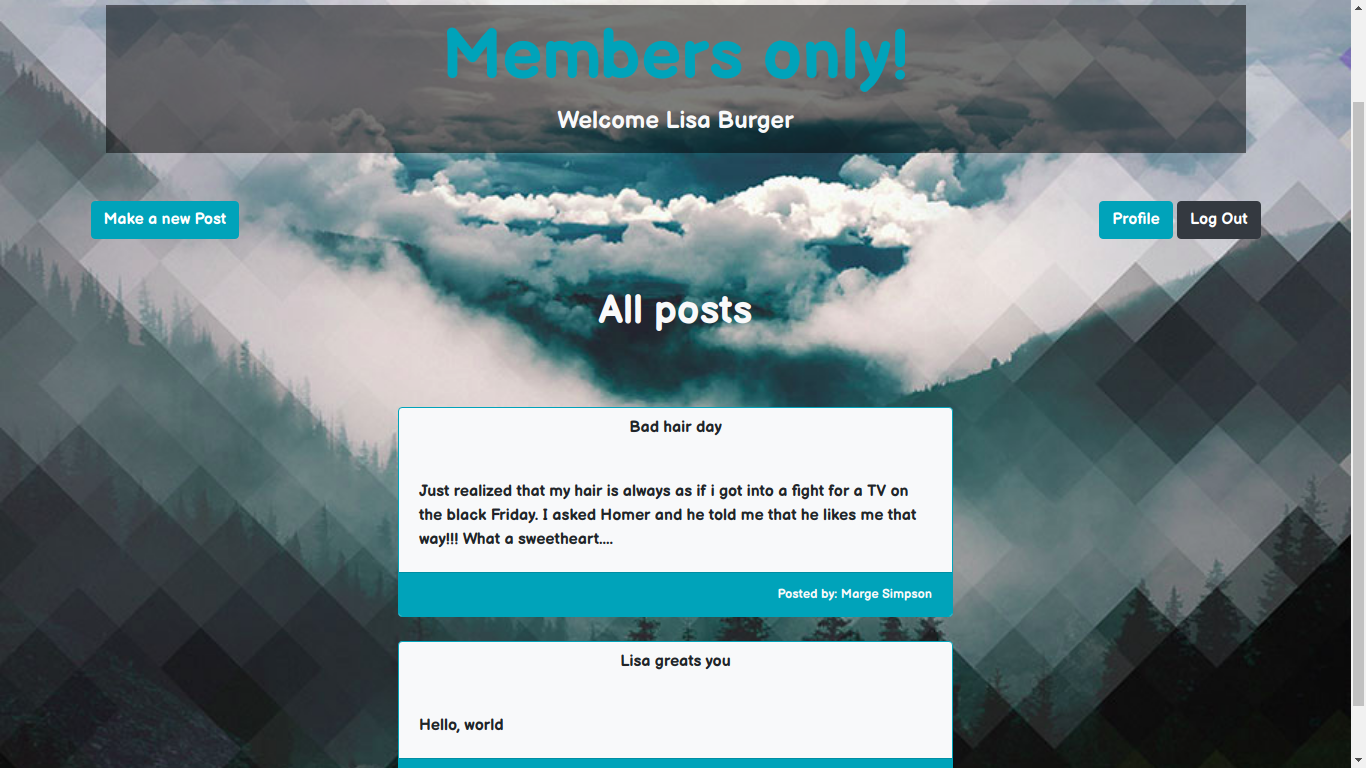 Members only!
Welcome Lisa Burger
Make a new Post
Profile
Log Out
All posts
Bad hair day
Just realized that my hair is always as if i got into a fight for a TV on
the black Friday. I asked Homer and he told me that he likes me that
way!!! What a sweetheart....
Posted by: Marge Simpson
Lisa greats you
Hello, world